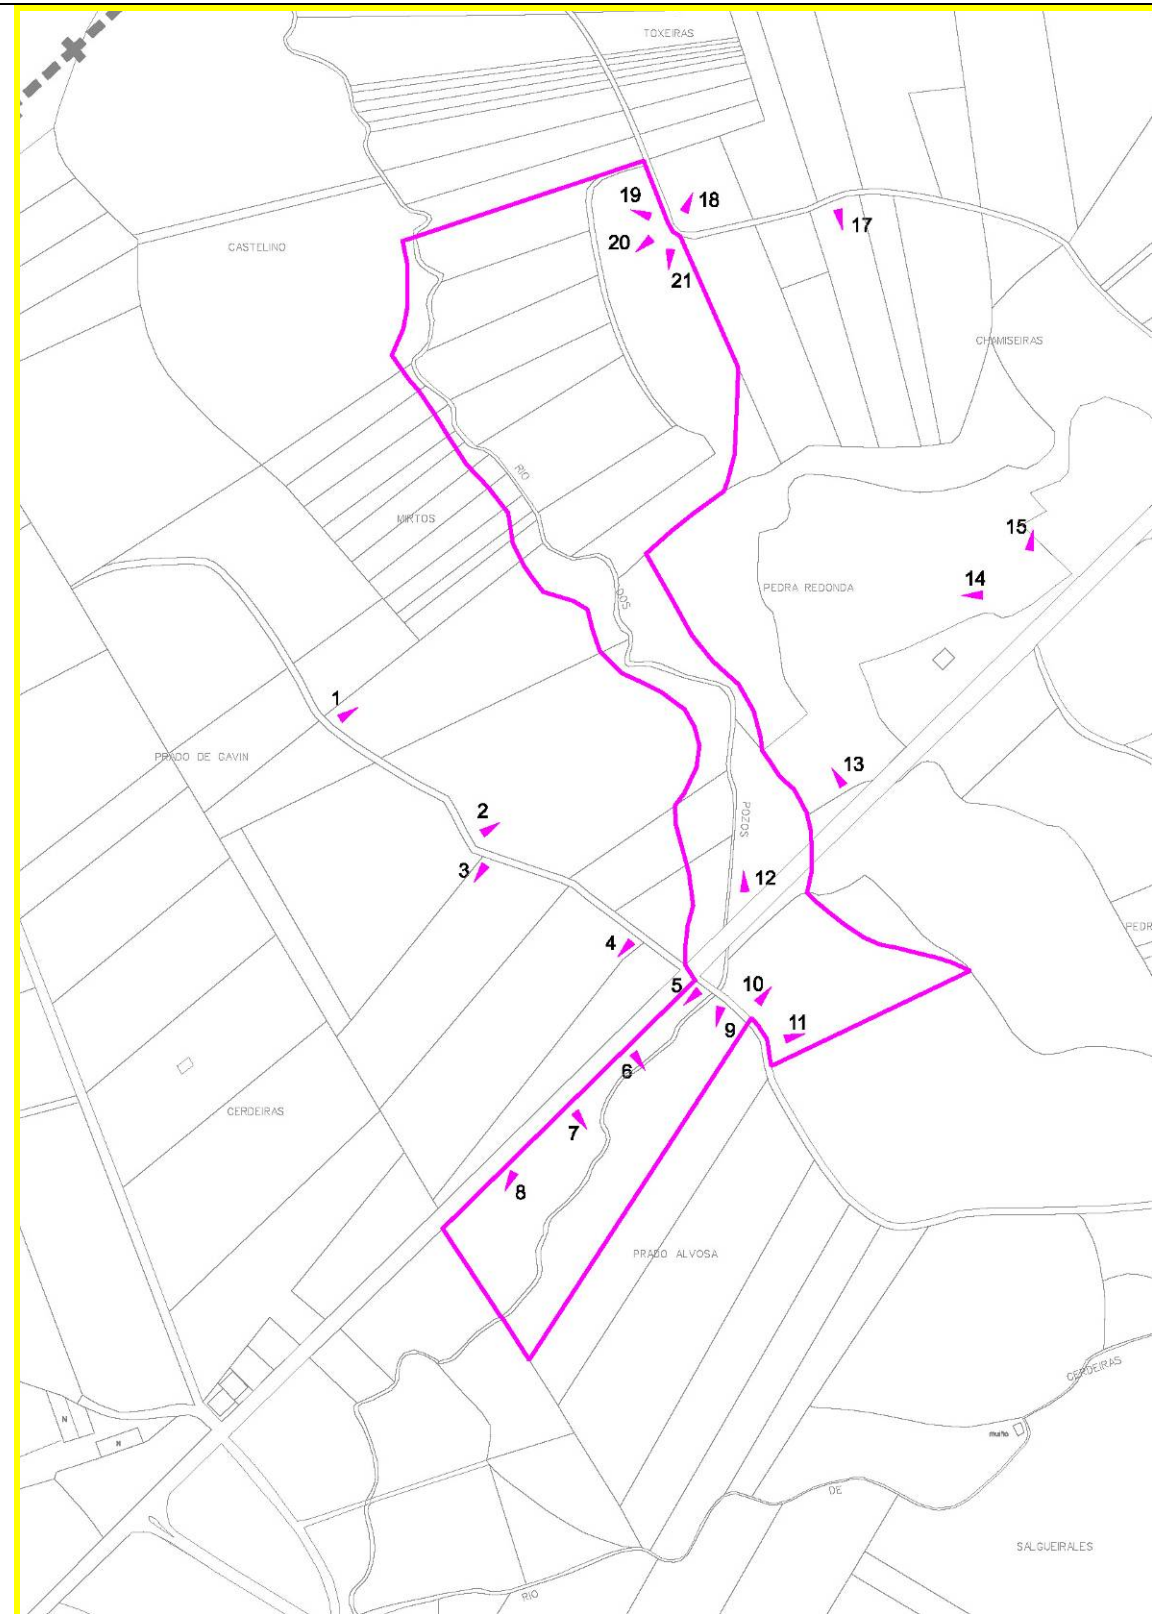 TOXEIRAS
19
18
17
20
21
CASTELINO
CHAMISEIRAS
RIO
MIRTOS
15
14
PEDRA REDONDA
DOS
1
PRADO DE GAVIN
13
2
POZOS
3
12
PEDR
4
5
10
9
11
6
7
CERDEIRAS
8
PRADO ALVOSA
CERDEIRAS
N
N
muiño
DE
SALGUEIRALES
RIO